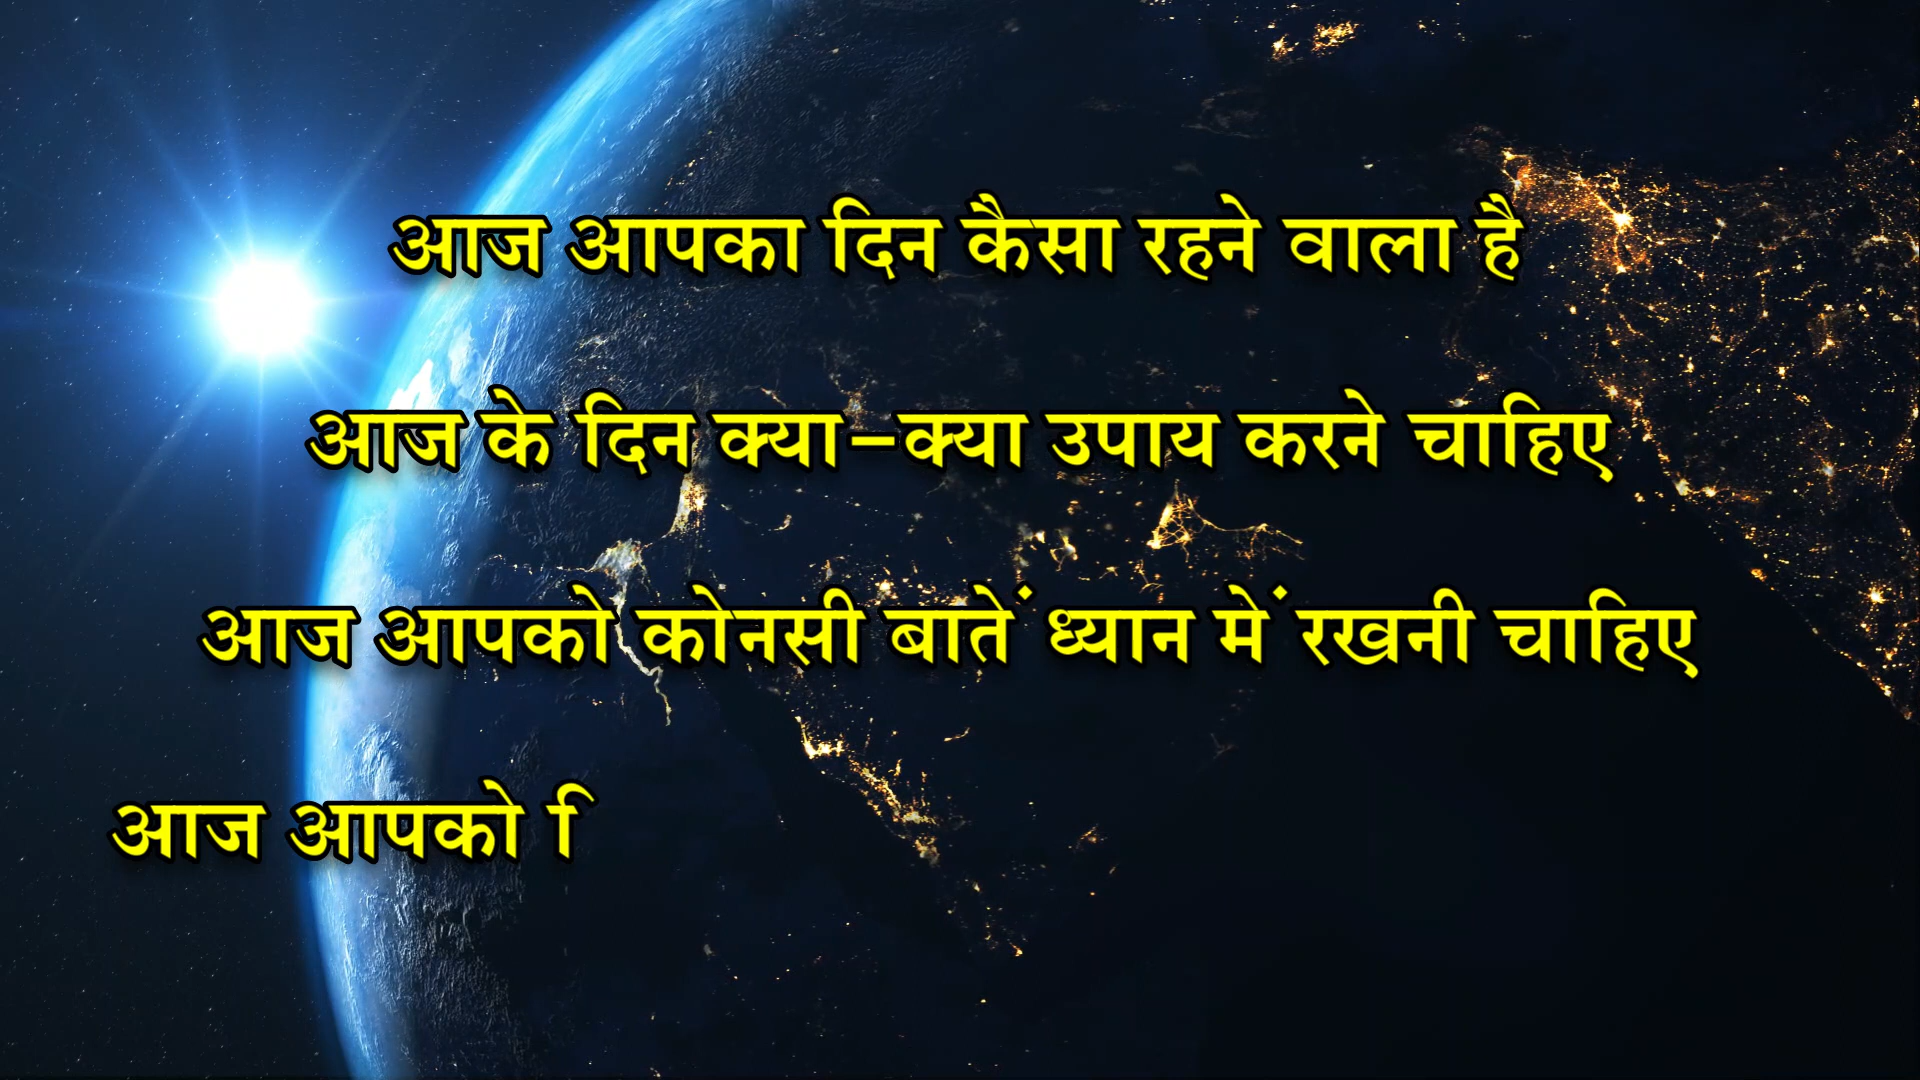 आज आपका दिन कैसा रहने वाला है
आज के दिन क्या-क्या उपाय करने चाहिए
आज आपको कोनसी बातें ध्यान में रखनी चाहिए
आज आपको ि